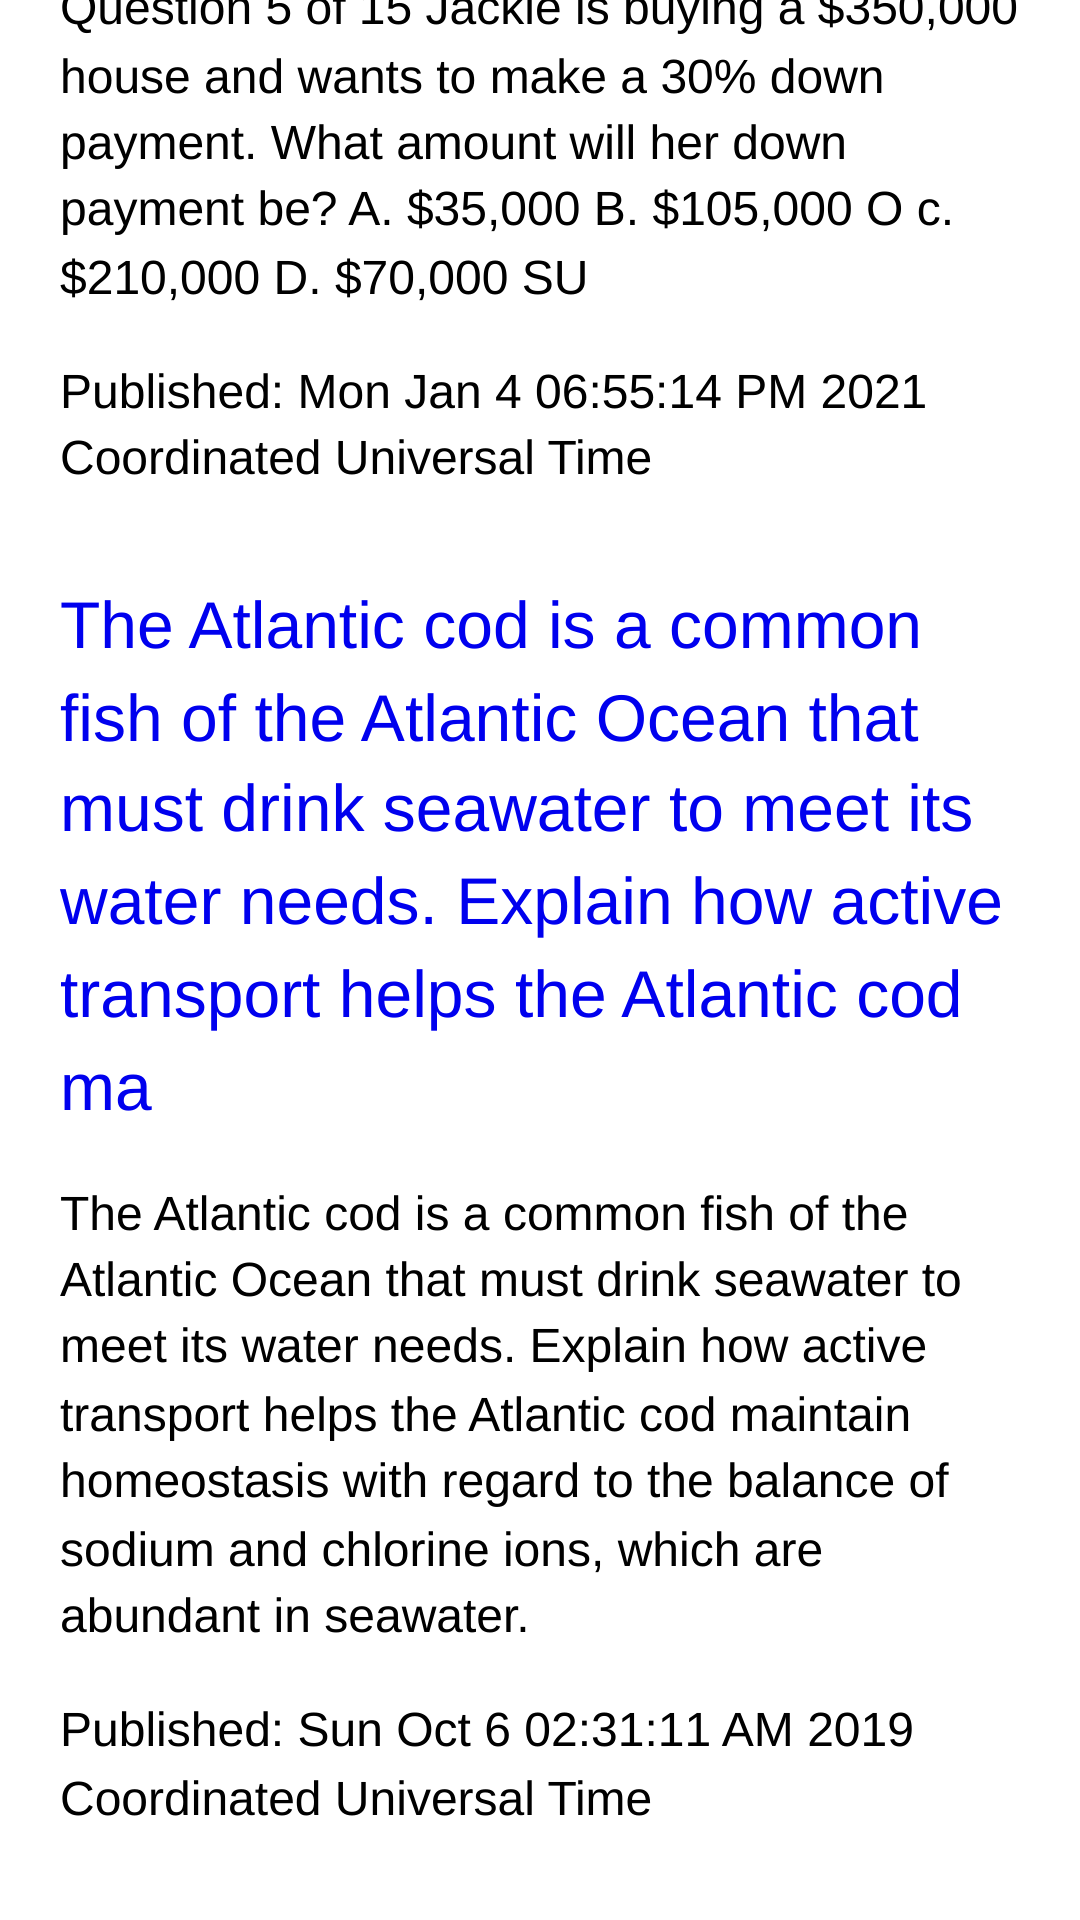 Question 5 of 15 Jackie is buying a $350,000
house and wants to make a 30% down
payment. What amount will her down
payment be? A. $35,000 B. $105,000 O c.
$210,000 D. $70,000 SU
Published: Mon Jan 4 06:55:14 PM 2021
Coordinated Universal Time
The Atlantic cod is a common
fish of the Atlantic Ocean that
must drink seawater to meet its
water needs. Explain how active
transport helps the Atlantic cod
ma
The Atlantic cod is a common fish of the
Atlantic Ocean that must drink seawater to
meet its water needs. Explain how active
transport helps the Atlantic cod maintain
homeostasis with regard to the balance of
sodium and chlorine ions, which are
abundant in seawater.
Published: Sun Oct 6 02:31:11 AM 2019
Coordinated Universal Time